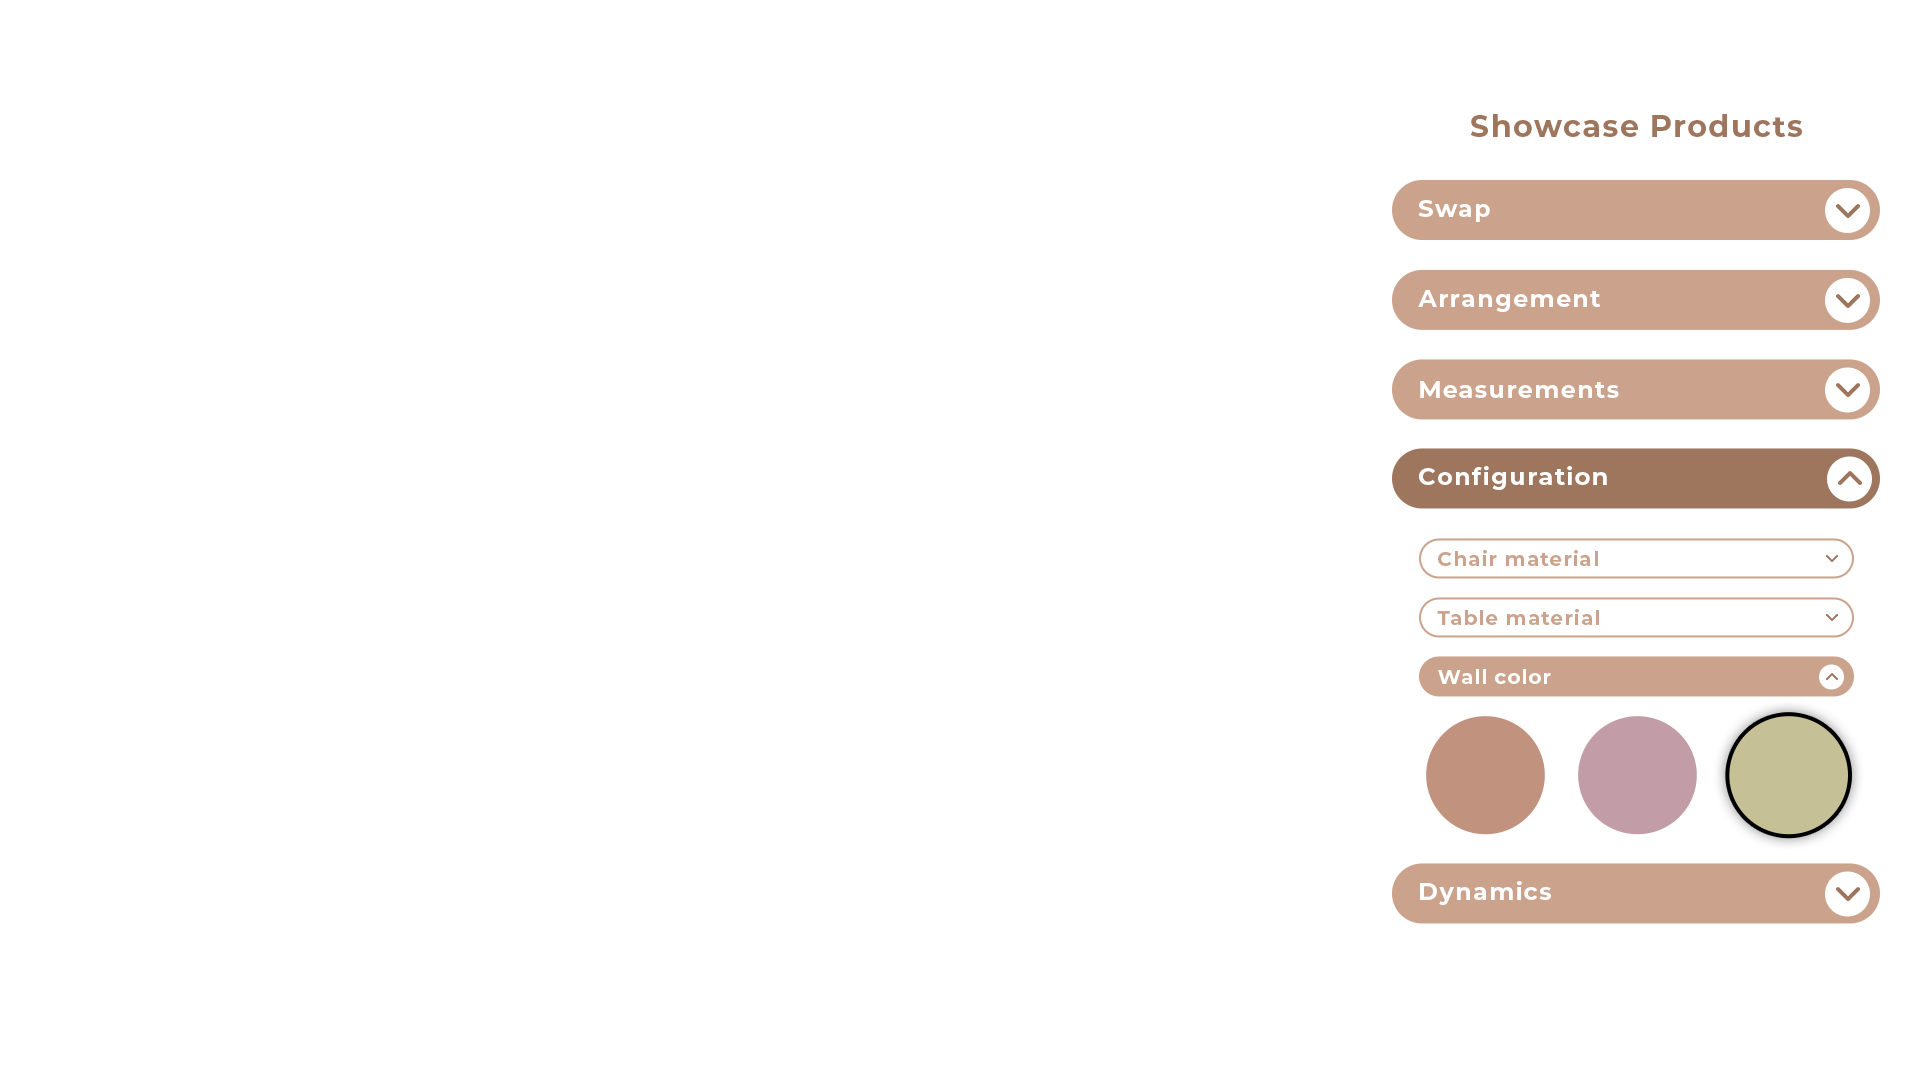 Showcase Products
Swap
Arrangement
Measurements
Configuration
Chair material
Table material
Wall color
Dynamics